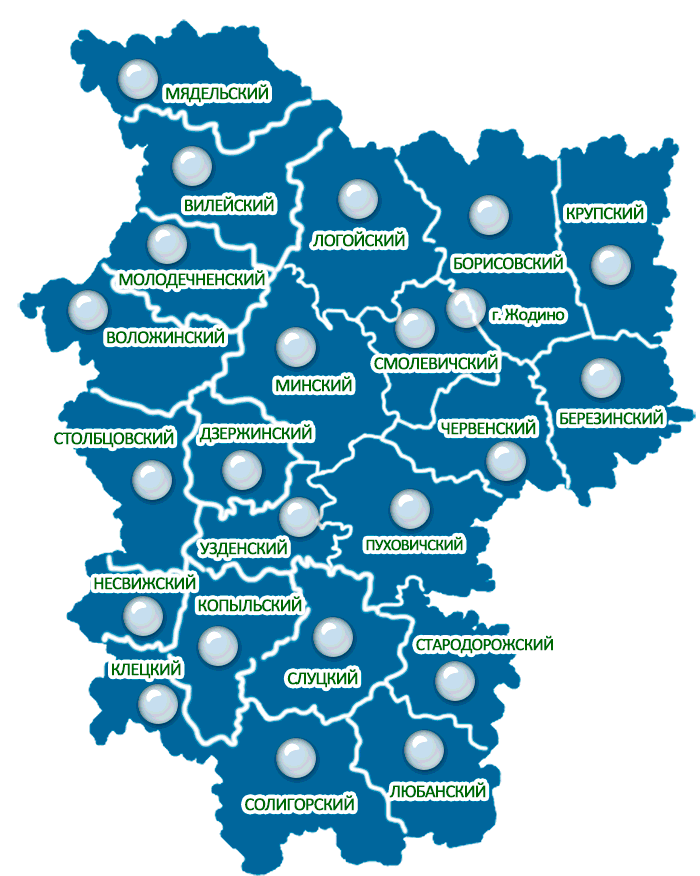 МЯДЕЛЬСКИЙ
ВИЛЕЙСКИЙ
КРУПСКИЙ
ЛОГОЙСКИЙ
БОРИСОВСКИЙ
МОЛОДЕЧНЕНСКИЙ
г. Жодино
ВОЛОЖИНСКИЙ
СМОЛЕВИЧСКИЙ
МИНСКИЙ
БЕРЕЗИНСКИЙ
ЧЕРВЕНСКИЙ
ДЗЕРЖИНСКИЙ
СТОЛБЦОВСКИЙ
ПУХОВИЧСКИЙ
УЗДЕНСКИЙ
НЕСВИЖСКИЙ
КОПЫЛЬСКИЙ
СТАРОДОРОЖСКИЙ
КЛЕЦКИЙ
СЛУЦКИЙ
ЛЮБАНСКИЙ
СОЛИГОРСКИЙ